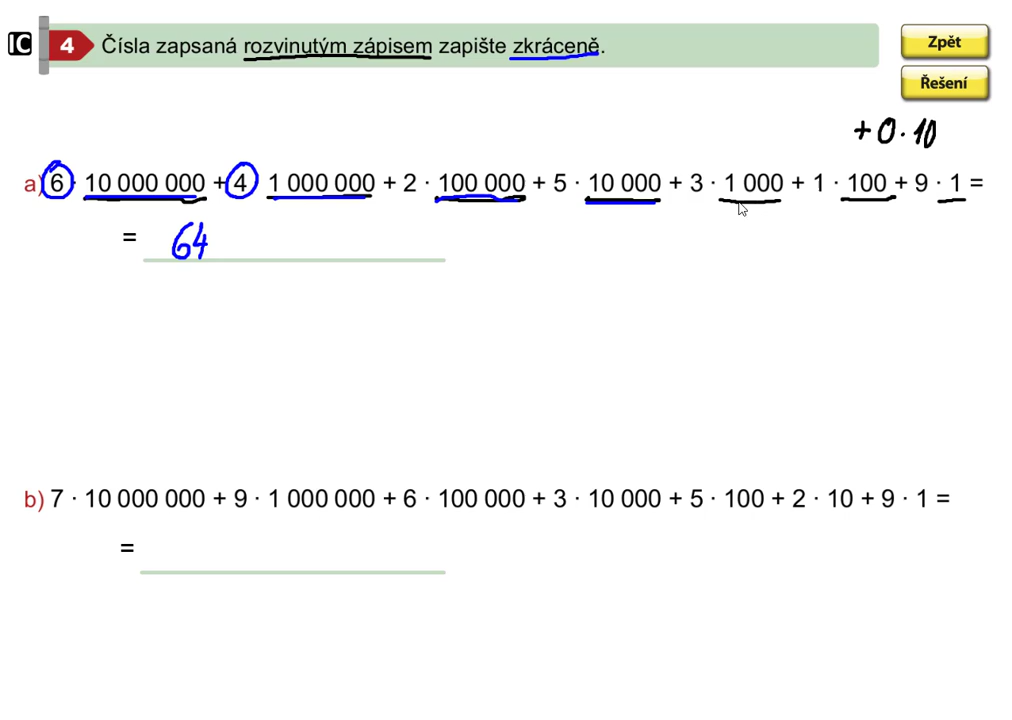 IC 4 Čísla zapsaná rozvinutým zápisem zapište zkráceně.
Zpět
Řešení
+ 0 · 10
a) 6 · 10 000 000 + 4 1 000 000 + 2 · 100 000 + 5 · 10 000 + 3 · 1 000 + 1 · 100 + 9 · 1 =
= 64
b) 7 · 10 000 000 + 9 · 1 000 000 + 6 · 100 000 + 3 · 10 000 + 5 · 100 + 2 · 10 + 9 · 1 =
=